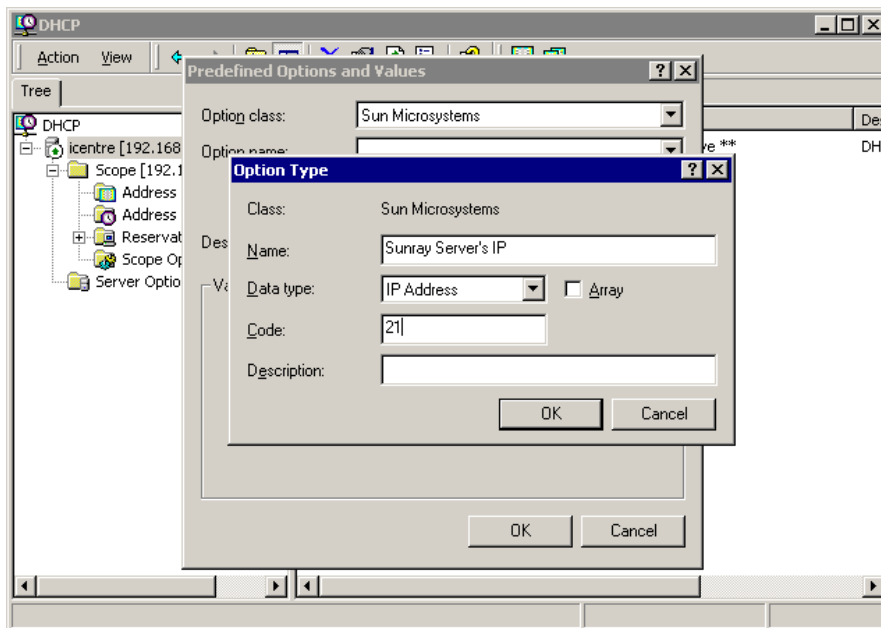 DHCP
Action View
Tree
DHCP
icentre [192.168
Scope [192.1
Address
Address
Reservat
Scope Op
Server Optio
Des
ve **
DH
Predefined Options and Values
Option class: Sun Microsystems
Option name:
Des
Va
OK Cancel
Option Type
Class: Sun Microsystems
Name: Sunray Server's IP
Data type: IP Address Array
Code: 21
Description:
OK Cancel